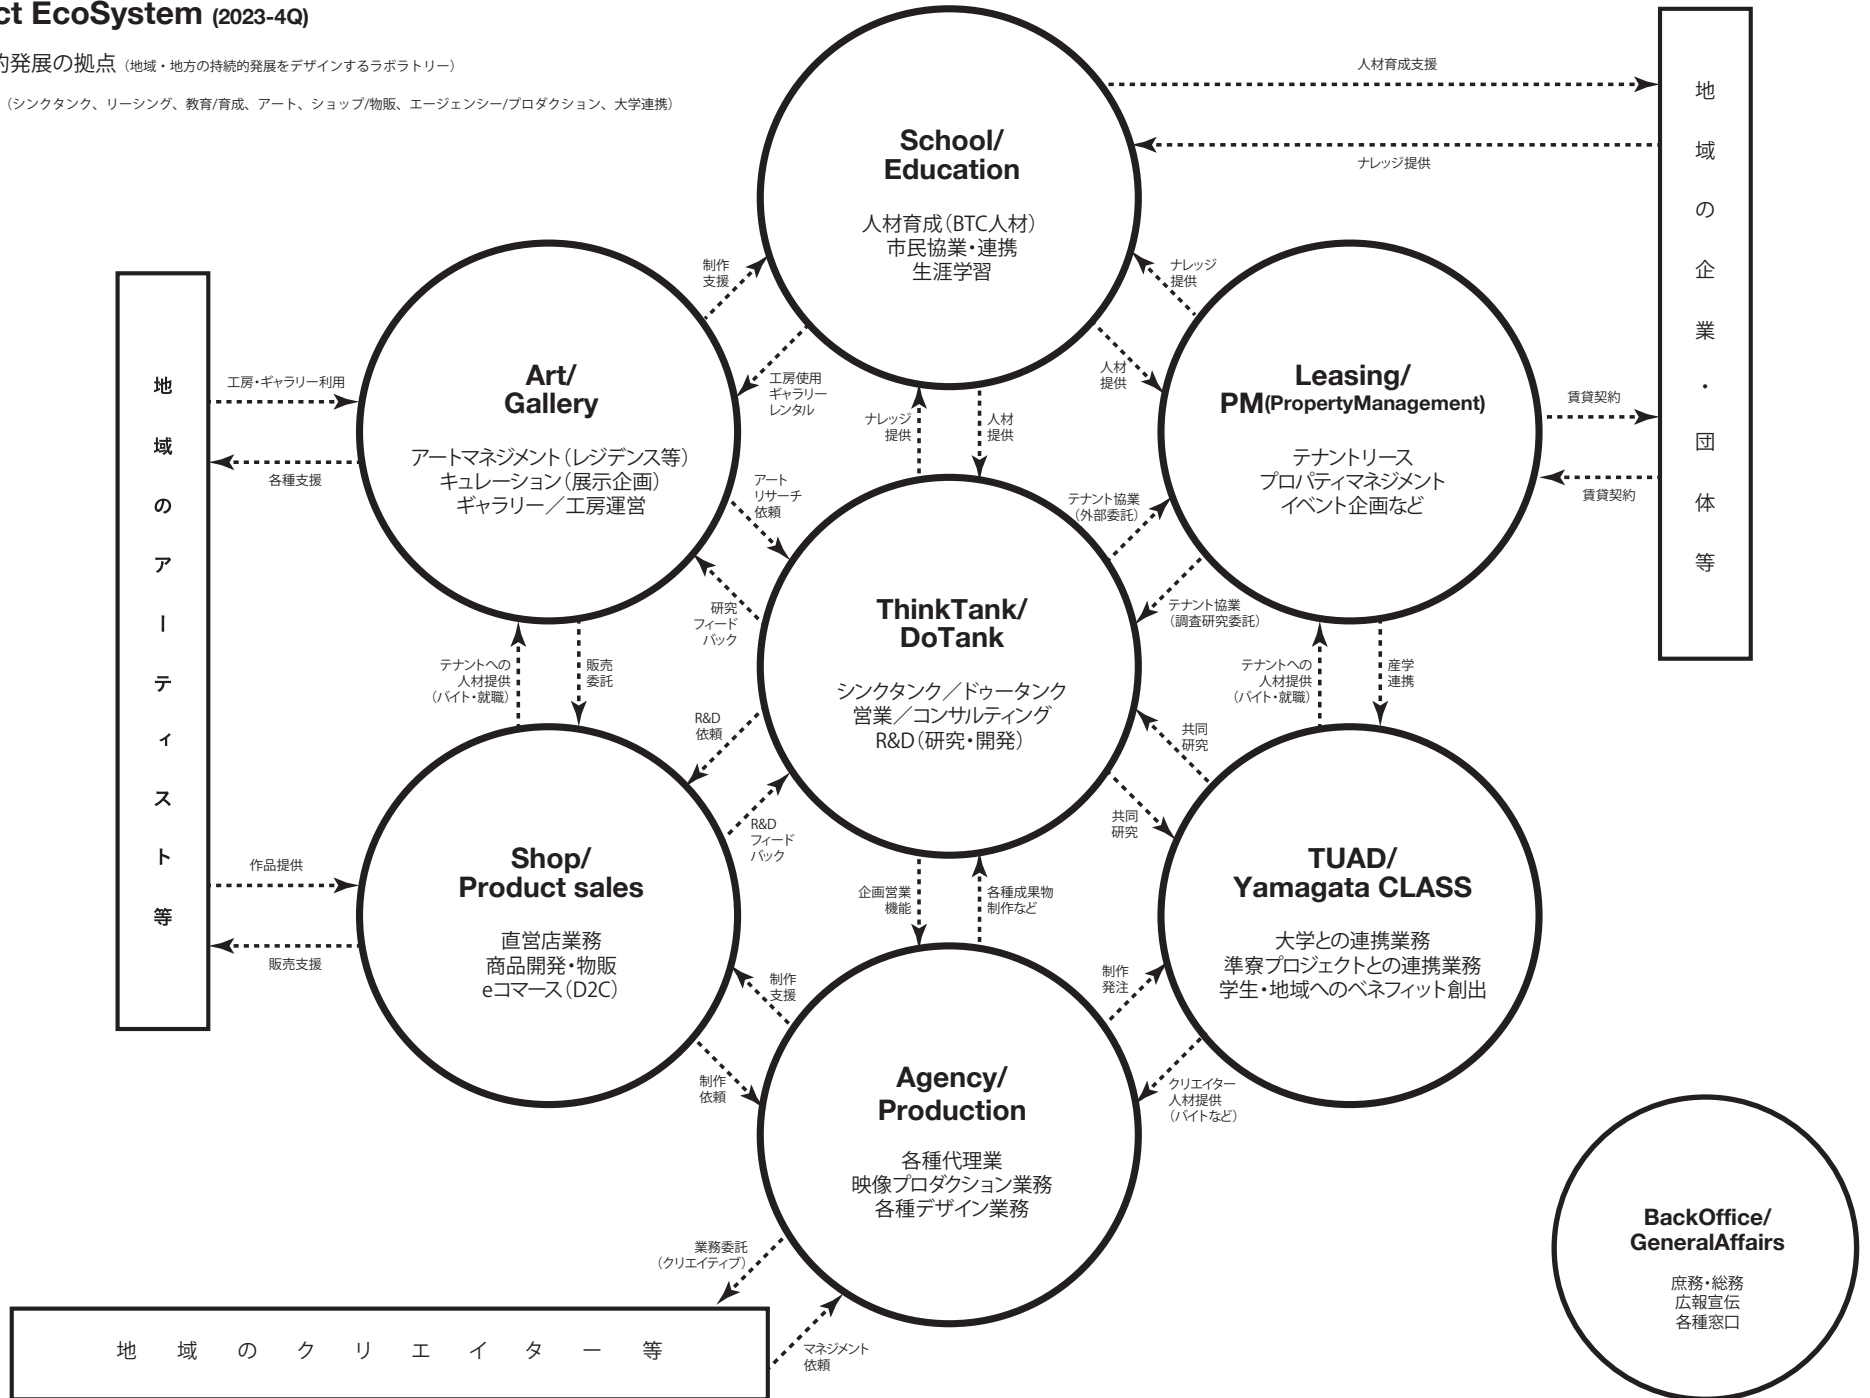 ct EcoSystem (2023-4Q)
的発展の拠点（地域・地方の持続的発展をデザインするラボラトリー）
（シンクタンク、リーシング、教育/育成、アート、ショップ/物販、エージェンシー/プロダクション、大学連携）
School/
Education
人材育成（BTC人材）
市民協業・連携
生涯学習
人材育成支援
ナレッジ提供
地域の企業・団体等
制作
支援
工房使用
ギャラリー
レンタル
ナレッジ
提供
人材
提供
ナレッジ
提供
人材
提供
地域のアーティスト等
工房・ギャラリー利用
各種支援
Art/
Gallery
アートマネジメント（レジデンス等）
キュレーション（展示企画）
ギャラリー／工房運営
Leasing/
PM(PropertyManagement)
テナントリース
プロパティマネジメント
イベント企画など
賃貸契約
賃貸契約
アート
リサーチ
依頼
研究
フィード
バック
テナント協業
（外部委託）
テナント協業
（調査研究委託）
ThinkTank/
DoTank
シンクタンク／ドゥータンク
営業／コンサルティング
R&D（研究・開発）
テナントへの
人材提供
（バイト・就職）
販売
委託
テナントへの
人材提供
（バイト・就職）
産学
連携
R&D
依頼
R&D
フィード
バック
共同
研究
共同
研究
作品提供
販売支援
Shop/
Product sales
直営店業務
商品開発・物販
eコマース（D2C）
企画営業
機能
各種成果物
制作など
TUAD/
Yamagata CLASS
大学との連携業務
準寮プロジェクトとの連携業務
学生・地域へのベネフィット創出
制作
支援
制作
依頼
制作
発注
クリエイター
人材提供
（バイトなど）
Agency/
Production
各種代理業
映像プロダクション業務
各種デザイン業務
業務委託
（クリエイティブ）
マネジメント
依頼
地域のクリエイター等
BackOffice/
GeneralAffairs
庶務・総務
広報宣伝
各種窓口